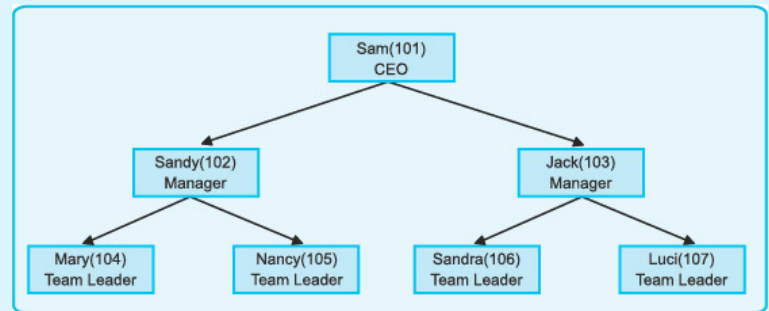 Sam(101)
CEO
Sandy(102)
Manager
Jack(103)
Manager
Mary(104)
Team Leader
Nancy(105)
Team Leader
Sandra(106)
Team Leader
Luci(107)
Team Leader